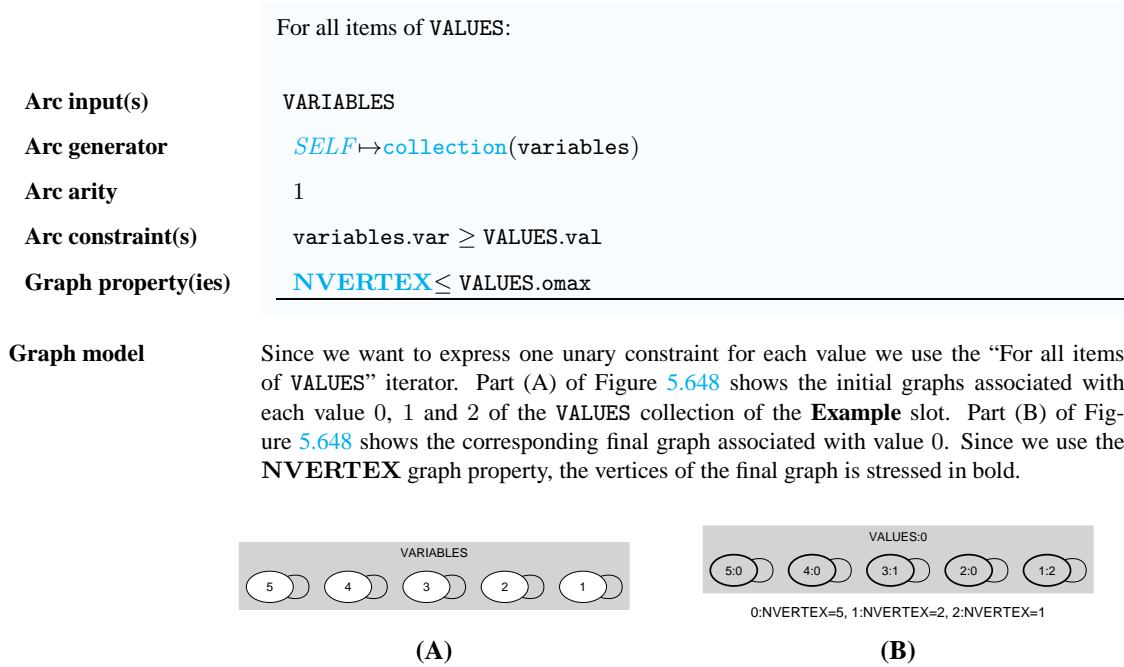 For all items of VALUES:
Arc input(s) VARIABLES
Arc generator SELF↦collection(variables)
Arc arity 1
Arc constraint(s) variables.var ≥ VALUES.val
Graph property(ies) NVERTEX≤ VALUES.omax
Graph model Since we want to express one unary constraint for each value we use the “For all items
of VALUES” iterator. Part (A) of Figure 5.648 shows the initial graphs associated with
each value 0, 1 and 2 of the VALUES collection of the Example slot. Part (B) of Fig-
ure 5.648 shows the corresponding final graph associated with value 0. Since we use the
NVERTEX graph property, the vertices of the final graph is stressed in bold.
VARIABLES
5 4 3 2 1
(A)
VALUES:0
5:0 4:0 3:1 2:0 1:2
0:NVERTEX=5, 1:NVERTEX=2, 2:NVERTEX=1
(B)